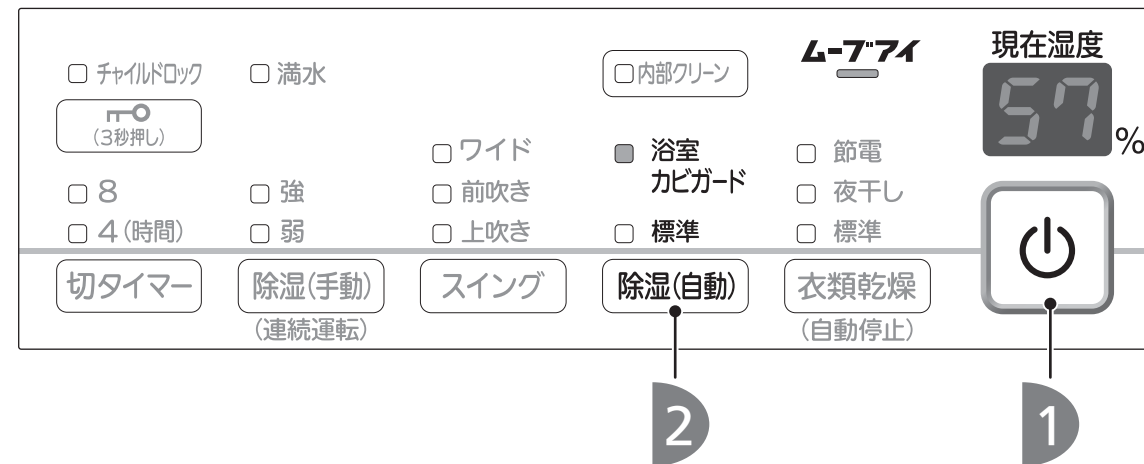 チャイルドロック
満水
内部クリーン
ムーブアイ
現在湿度
(3秒押し)
57%
ワイド
浴室
カビガード
節電
8
強
前吹き
夜干し
4(時間)
弱
上吹き
標準
標準
切タイマー
除湿(手動)
スイング
除湿(自動)
衣類乾燥
(連続運転)
(自動停止)
2
1